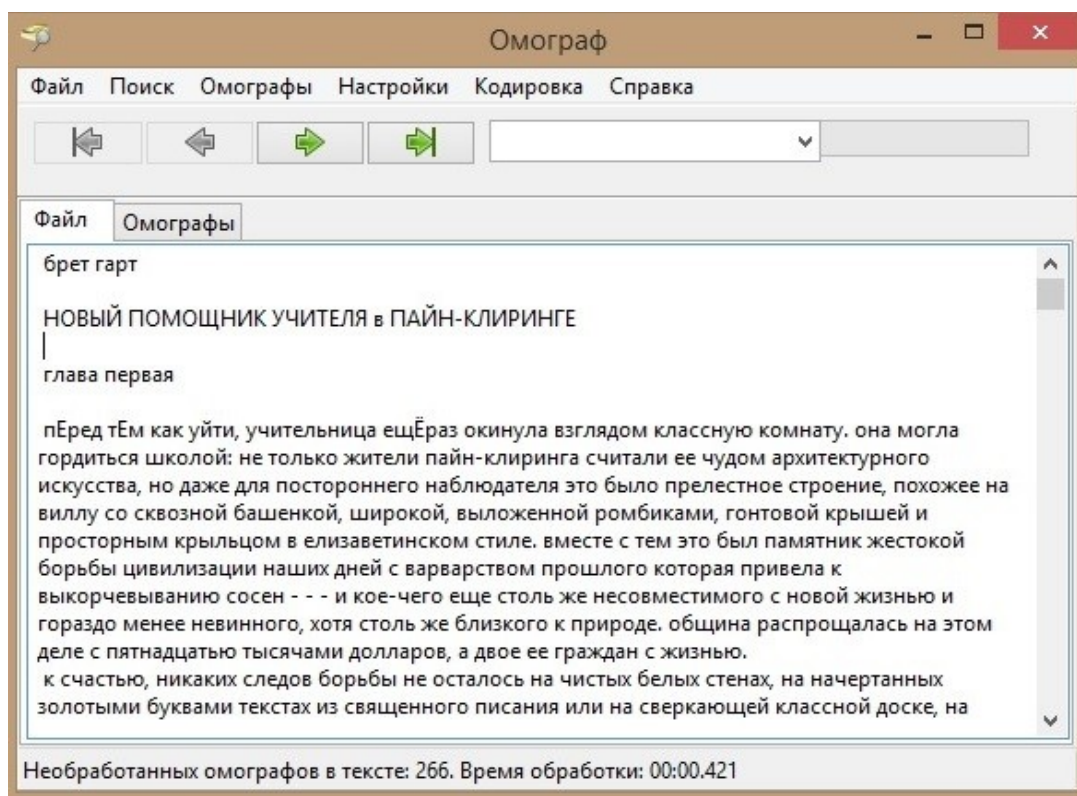 Омограф
Файл Поиск Омографы Настройки Кодировка Справка
Файл Омографы
брет гарт
НОВЫЙ ПОМОЩНИК УЧИТЕЛЯ в ПАЙН-КЛИРИНГЕ
глава первая
пЕред тЕм как уйти, учительница ещЁраз окинула взглядом классную комнату. она могла
гордиться школой: не только жители пайн-клиринга считали ее чудом архитектурного
искусства, но даже для постороннего наблюдателя это было прелестное строение, похожее на
виллу со сквозной башенкой, широкой, выложенной ромбиками, гонтовой крышей и
просторным крыльцом в елизаветинском стиле. вместе с тем это был памятник жестокой
борьбы цивилизации наших дней с варварством прошлого которая привела к
выкорчевыванию сосен - - - и кое-чего еще столь же несовместимого с новой жизнью и
гораздо менее невинного, хотя столь же близкого к природе. община распрощалась на этом
деле с пятнадцатью тысячами долларов, а двое ее граждан с жизнью.
к счастью, никаких следов борьбы не осталось на чистых белых стенах, на начертанных
золотыми буквами текстах из священного писания или на сверкающей классной доске, на
Необработанных омографов в тексте: 266. Время обработки: 00:00.421